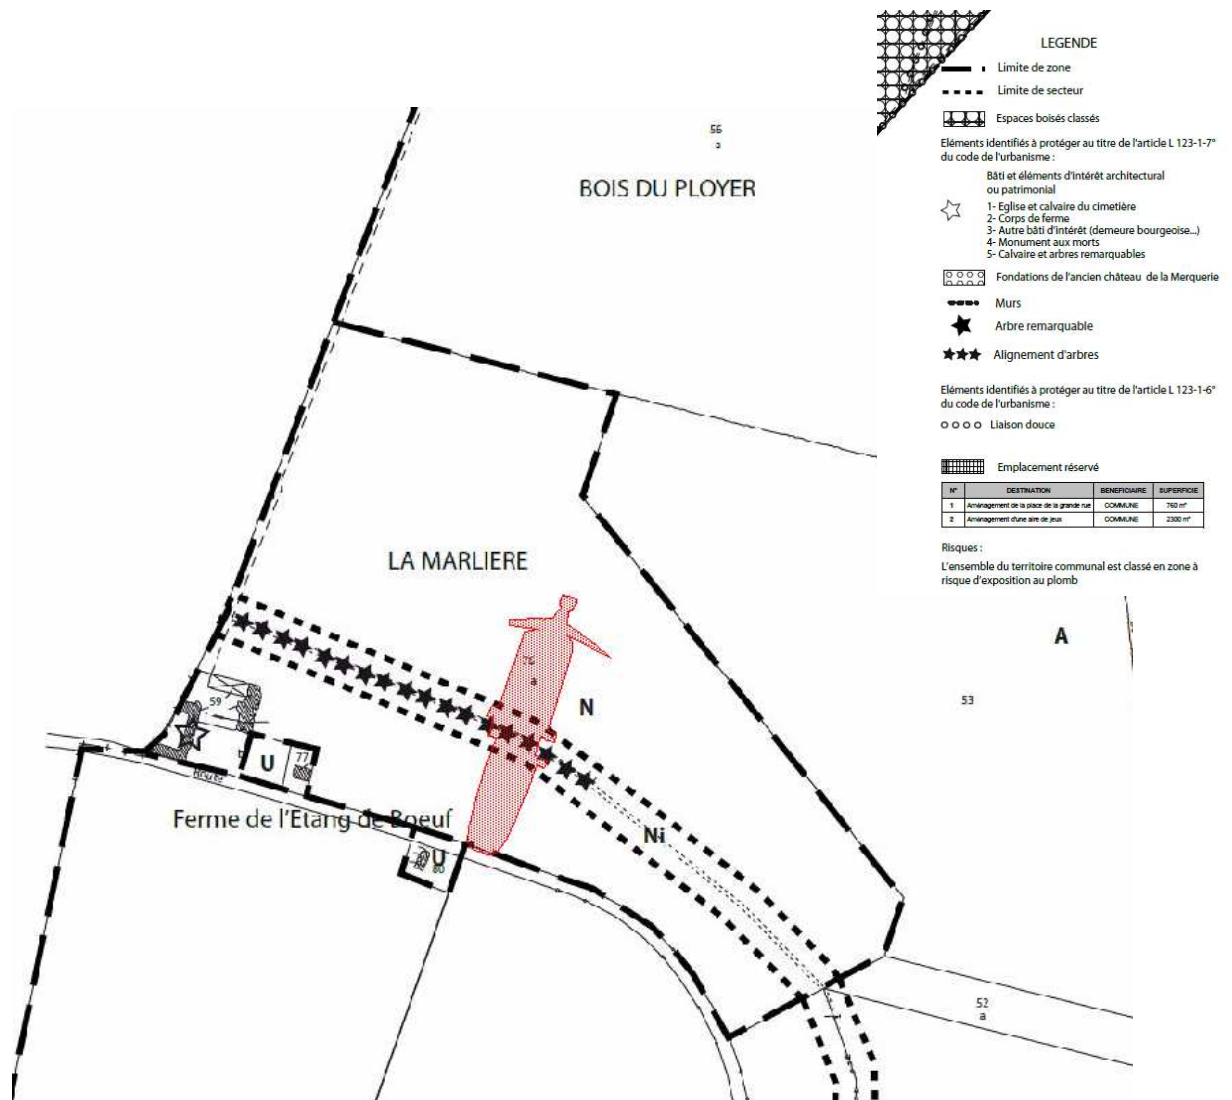 LEGENDE
Limite de zone
Limite de secteur
Espaces boisés classés
Eléments identifiés à protéger au titre de l'article L 123-1-7°
du code de l'urbanisme :
Bâti et éléments d'intérêt architectural
ou patrimonial
1- Eglise et calvaire du cimetière
2- Corps de ferme
3- Autre bâti d'intérêt (demeure bourgeoise...)
4- Monument aux morts
5- Calvaire et arbres remarquables
Fondations de l'ancien château de la Merquerie
Murs
Arbre remarquable
Alignement d'arbres
Eléments identifiés à protéger au titre de l'article L 123-1-6°
du code de l'urbanisme :
Liaison douce
Emplacement réservé
N° DESTINATION BENEFICIAIRE SUPERFICIE
1 Aménagement de la place de la grande rue COMMUNE 760 m²
2 Aménagement d'une aire de jeux COMMUNE 2300 m²
Risques :
L'ensemble du territoire communal est classé en zone à
risque d'exposition au plomb
56
a
BOIS DU PLOYER
LA MARLIERE
A
a
N
53
59
b
U
77
Route
Ferme de l'Etang de Boeuf
U
80
Ni
52
a